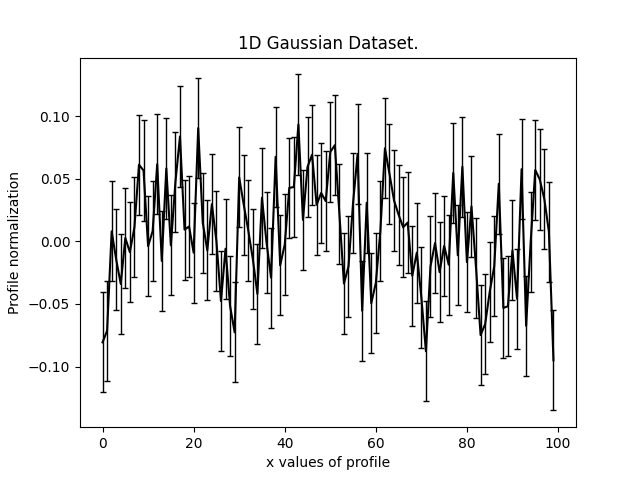 1D Gaussian Dataset.
Profile normalization
0.10
0.05
0.00
−0.05
−0.10
0 20 40 60 80 100
x values of profile